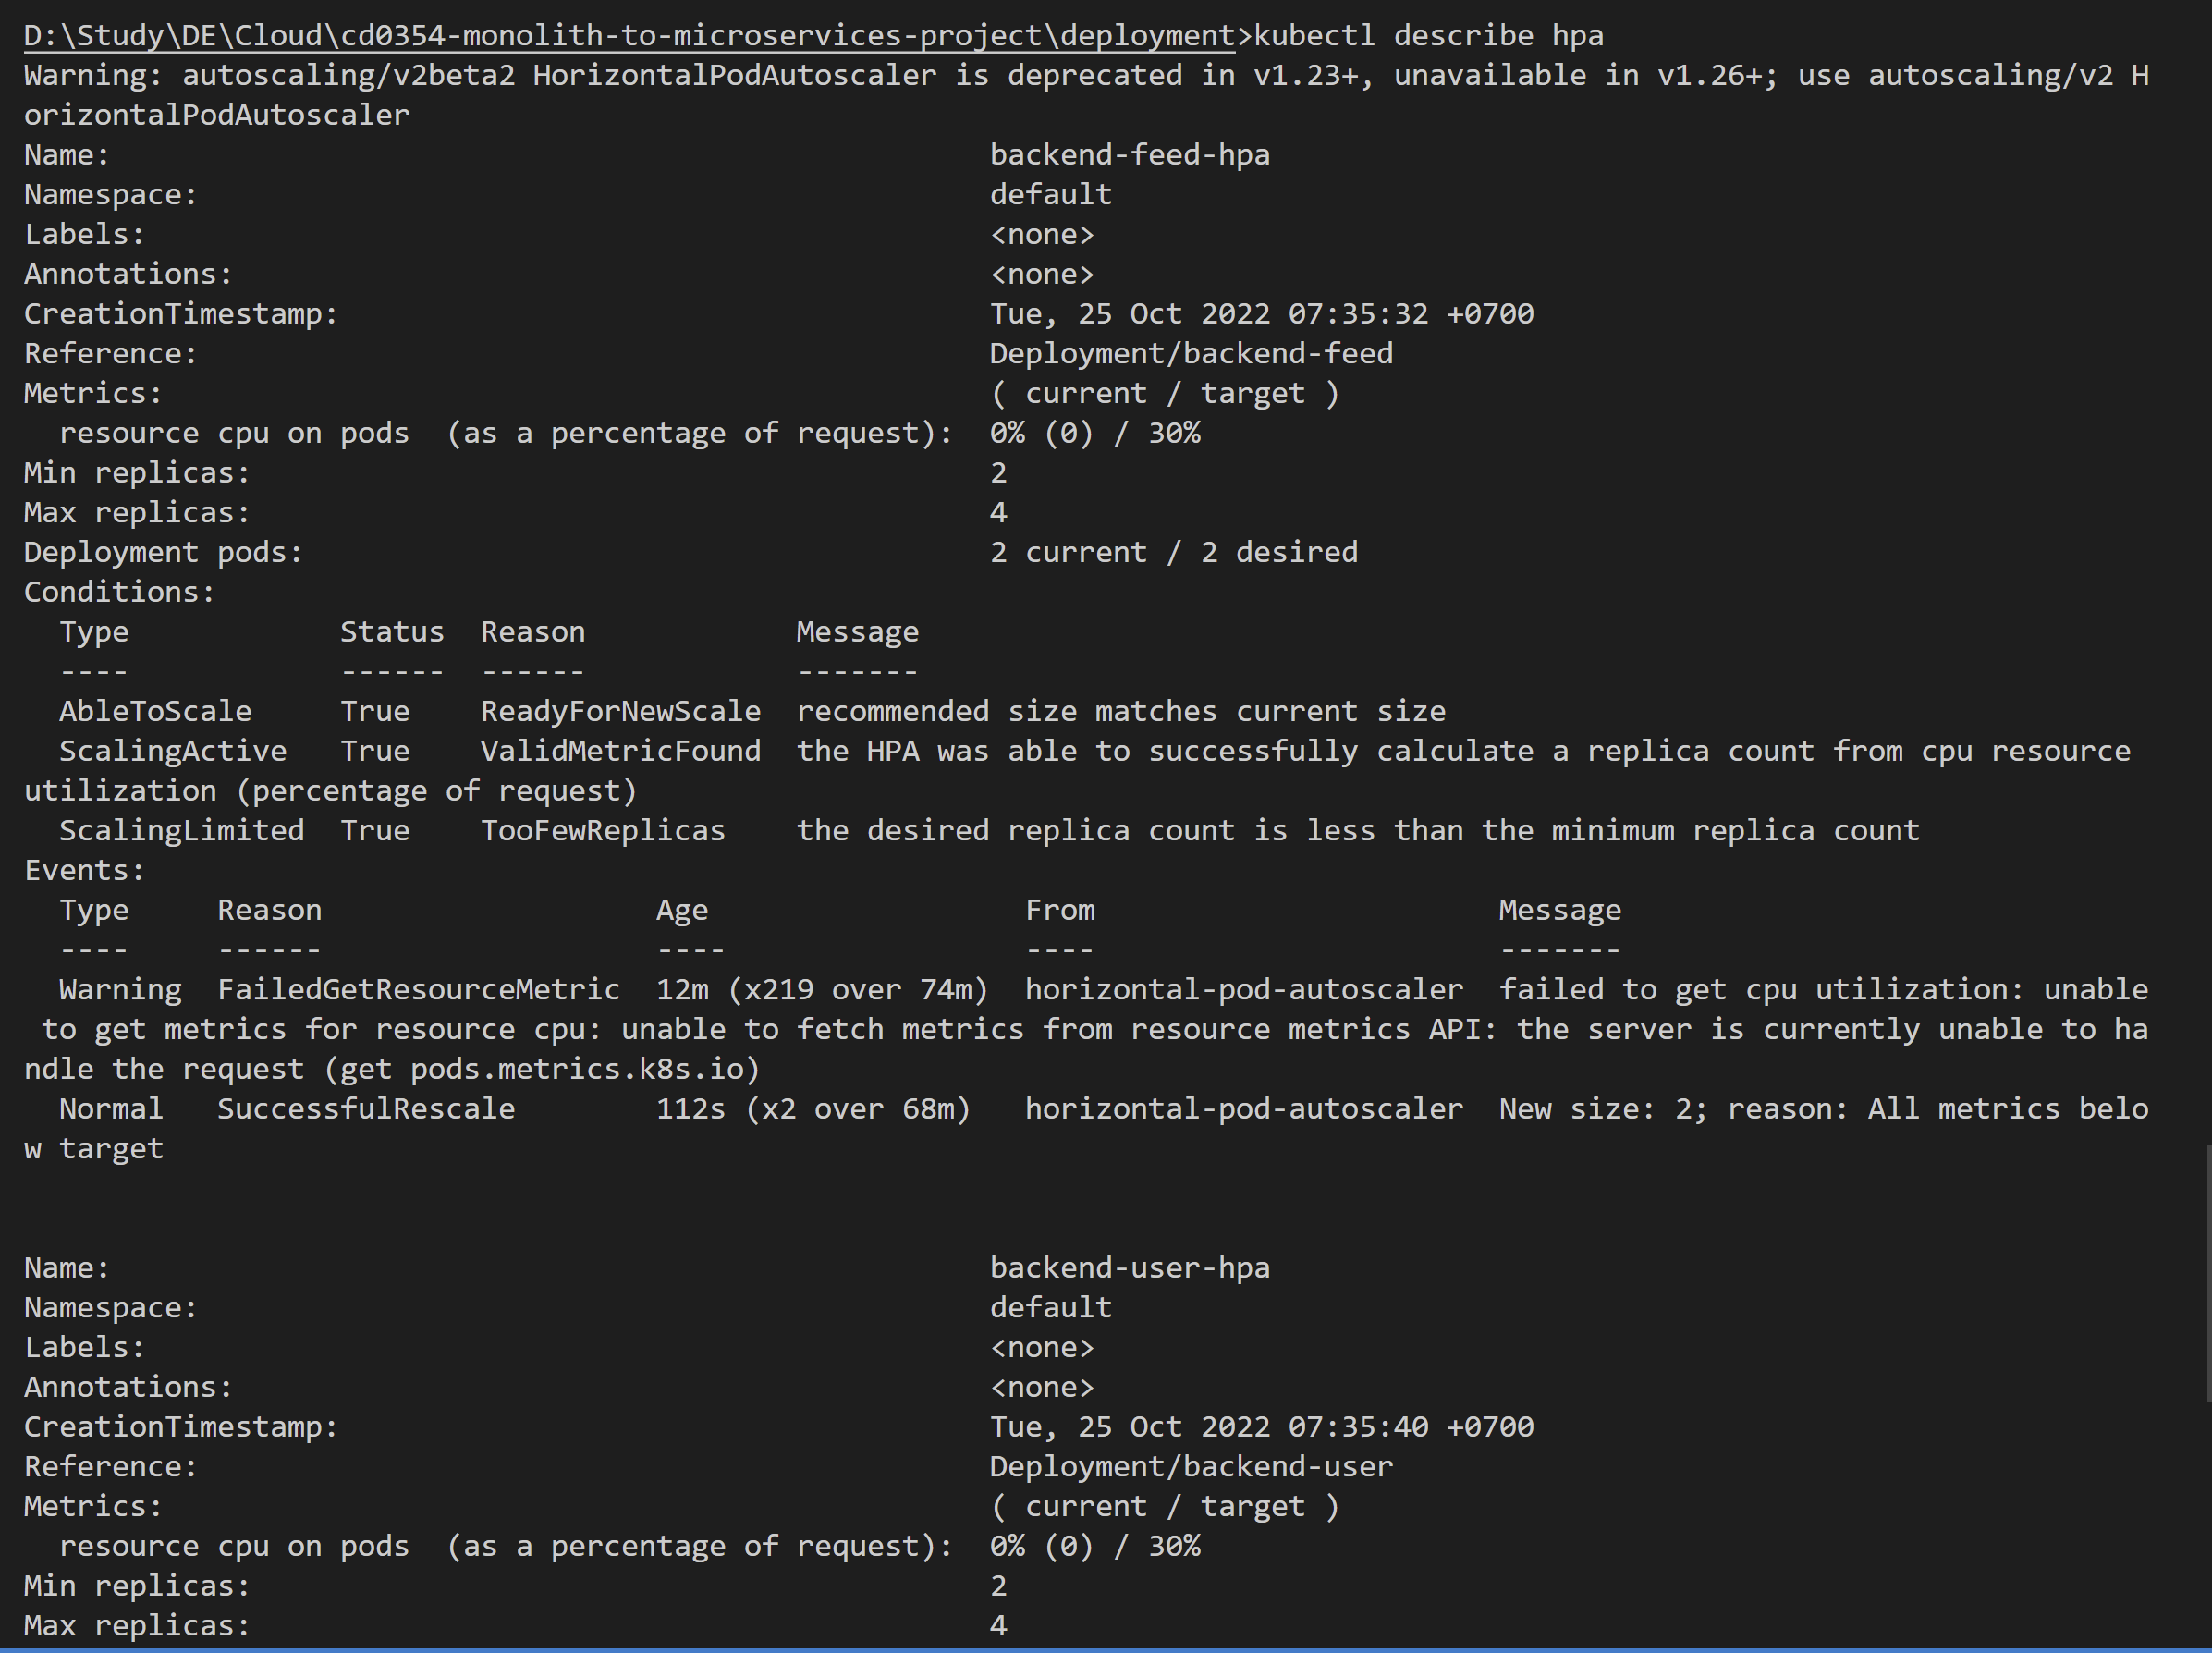 D:\Study\DE\Cloud\cd0354-monolith-to-microservices-project\deployment>kubectl describe hpa
Warning: autoscaling/v2beta2 HorizontalPodAutoscaler is deprecated in v1.23+, unavailable in v1.26+; use autoscaling/v2 H
orizontalPodAutoscaler
Name:                                                  backend-feed-hpa
Namespace:                                             default
Labels:                                                <none>
Annotations:                                           <none>
CreationTimestamp:                                     Tue, 25 Oct 2022 07:35:32 +0700
Reference:                                             Deployment/backend-feed
Metrics:                                               ( current / target )
  resource cpu on pods  (as a percentage of request):  0% (0) / 30%
Min replicas:                                          2
Max replicas:                                          4
Deployment pods:                                       2 current / 2 desired
Conditions:
  Type            Status  Reason            Message
  ----            ------  ------            -------
  AbleToScale     True    ReadyForNewScale  recommended size matches current size
  ScalingActive   True    ValidMetricFound  the HPA was able to successfully calculate a replica count from cpu resource
utilization (percentage of request)
  ScalingLimited  True    TooFewReplicas    the desired replica count is less than the minimum replica count
Events:
  Type     Reason                   Age                  From                       Message
  ----     ------                   ----                 ----                       -------
  Warning  FailedGetResourceMetric  12m (x219 over 74m)  horizontal-pod-autoscaler  failed to get cpu utilization: unable
 to get metrics for resource cpu: unable to fetch metrics from resource metrics API: the server is currently unable to ha
ndle the request (get pods.metrics.k8s.io)
  Normal   SuccessfulRescale        112s (x2 over 68m)   horizontal-pod-autoscaler  New size: 2; reason: All metrics belo
w target
Name:                                                  backend-user-hpa
Namespace:                                             default
Labels:                                                <none>
Annotations:                                           <none>
CreationTimestamp:                                     Tue, 25 Oct 2022 07:35:40 +0700
Reference:                                             Deployment/backend-user
Metrics:                                               ( current / target )
  resource cpu on pods  (as a percentage of request):  0% (0) / 30%
Min replicas:                                          2
Max replicas:                                          4